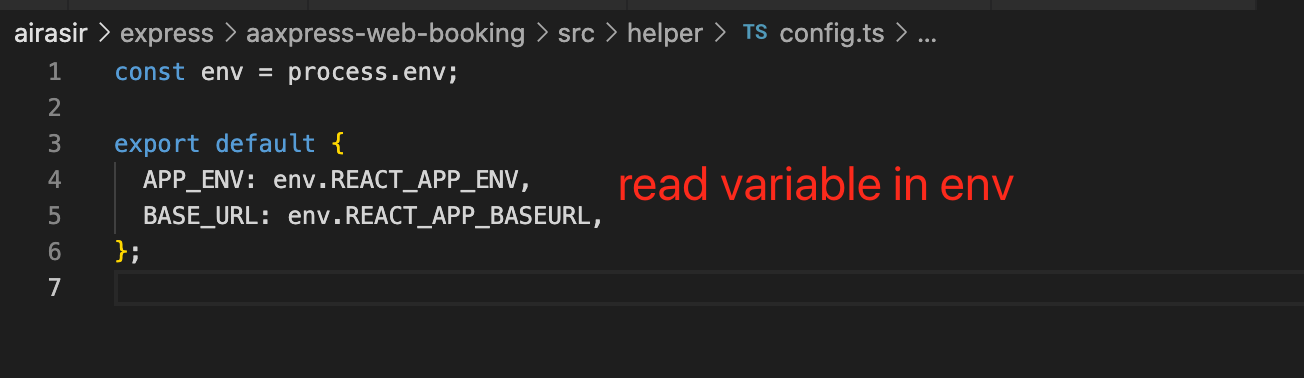 airasir > express > aaxpress-web-booking > src > helper > TS config.ts > ...
1 const env = process.env;
2
3 export default {
4 APP_ENV: env.REACT_APP_ENV,
read variable in env
5 BASE_URL: env.REACT_APP_BASEURL,
6 };
7